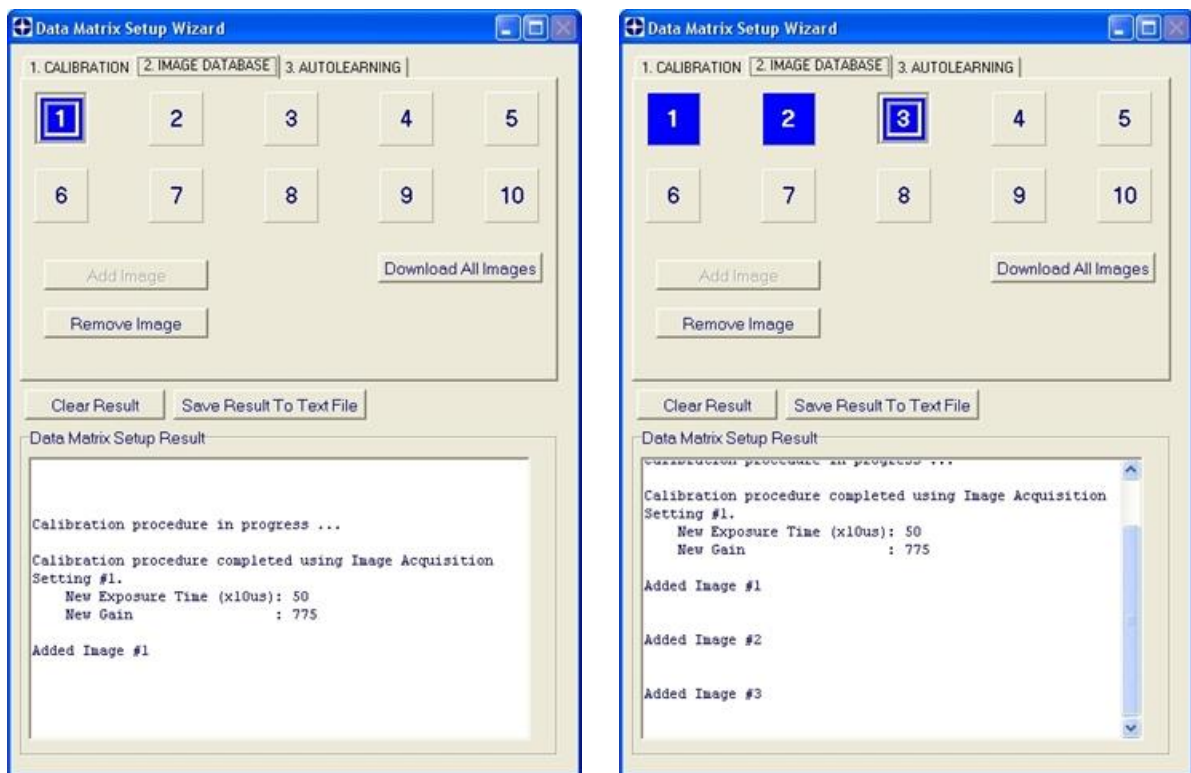 Data Matrix Setup Wizard
1. CALIBRATION 2. IMAGE DATABASE 3. AUTOLEARNING
1 2 3 4 5
6 7 8 9 10
Add Image
Download All Images
Remove Image
Clear Result Save Result To Text File
Data Matrix Setup Result
Calibration procedure in progress ...
Calibration procedure completed using Image Acquisition
Setting #1.
New Exposure Time (x10us): 50
New Gain : 775
Added Image #1
Data Matrix Setup Wizard
1. CALIBRATION 2. IMAGE DATABASE 3. AUTOLEARNING
1 2 3 4 5
6 7 8 9 10
Add Image
Download All Images
Remove Image
Clear Result Save Result To Text File
Data Matrix Setup Result
Calibration procedure in progress ...
Calibration procedure completed using Image Acquisition
Setting #1.
New Exposure Time (x10us): 50
New Gain : 775
Added Image #1
Added Image #2
Added Image #3